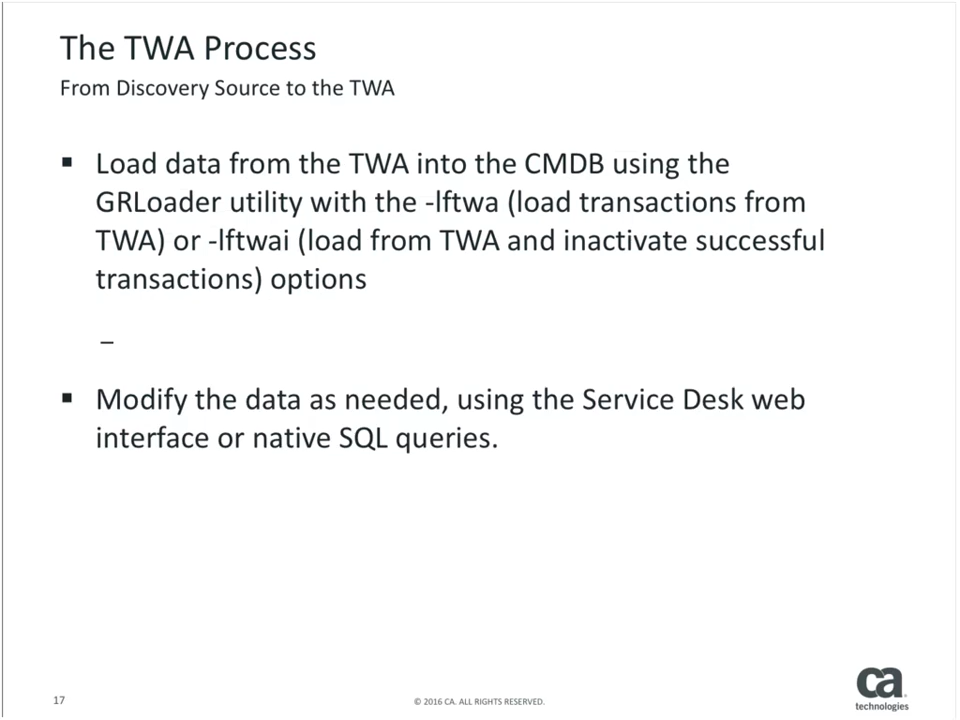 The TWA Process
From Discovery Source to the TWA
▪ Load data from the TWA into the CMDB using the
GRLoader utility with the -lftwa (load transactions from
TWA) or -lftwai (load from TWA and inactivate successful
transactions) options
–
▪ Modify the data as needed, using the Service Desk web
interface or native SQL queries.
17
© 2016 CA. ALL RIGHTS RESERVED.
ca
technologies